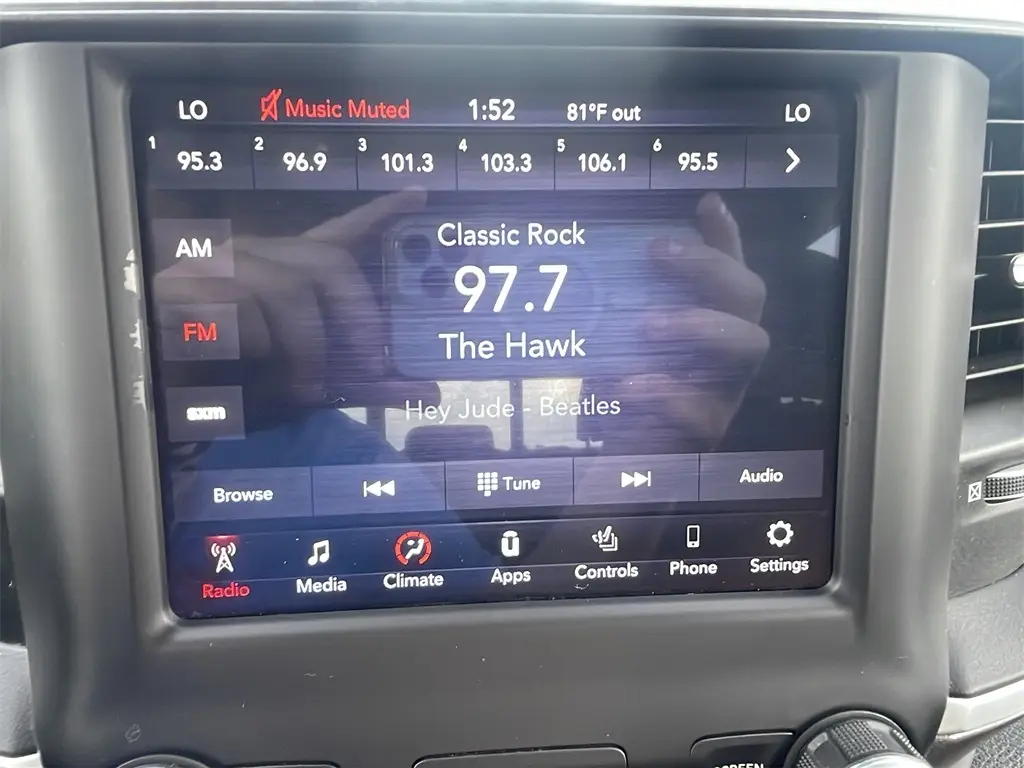 LO Music Muted 1:52 81°F out LO
1 95.3 2 96.9 3 101.3 4 103.3 5 106.1 6 95.5
AM
Classic Rock
97.7
FM
The Hawk
sxm
Hey Jude - Beatles
Browse Tune Audio
Radio Media Climate Apps Controls Phone Settings
SCREEN